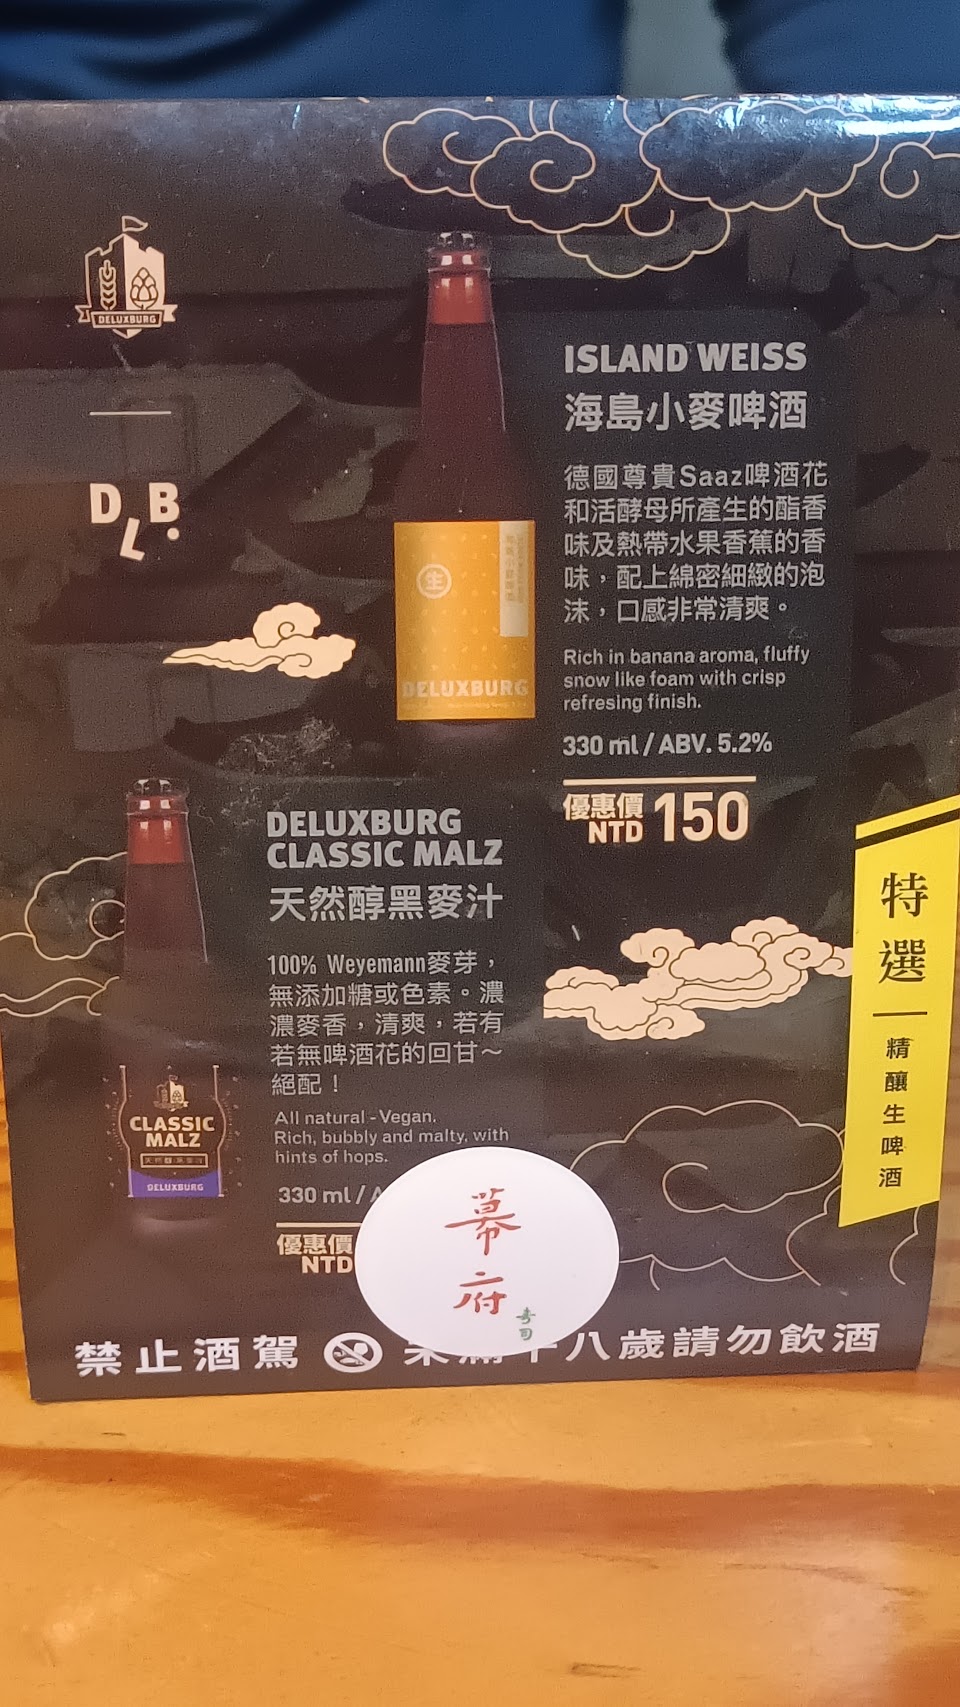 DELUXBURG
DLB.
ISLAND WEISS
海島小麥啤酒
德國尊貴Saaz啤酒花
和活酵母所產生的酯香
味及熱帶水果香蕉的香
味，配上綿密細緻的泡
沫，口感非常清爽。
Rich in banana aroma, fluffy
snow like foam with crisp
refresing finish.
330 ml / ABV. 5.2%
優惠價
NTD 150
生
DELUXBURG
DELUXBURG
CLASSIC MALZ
天然醇黑麥汁
100% Weyemann麥芽，
無添加糖或色素。濃
濃麥香，清爽，若有
若無啤酒花的回甘～
絕配！
All natural - Vegan.
Rich, bubbly and malty, with
hints of hops.
330 ml / A
優惠價
NTD
CLASSIC
MALZ
DELUXBURG
特選
精釀生啤酒
幕府
壽司
禁止酒駕
八歲請勿飲酒